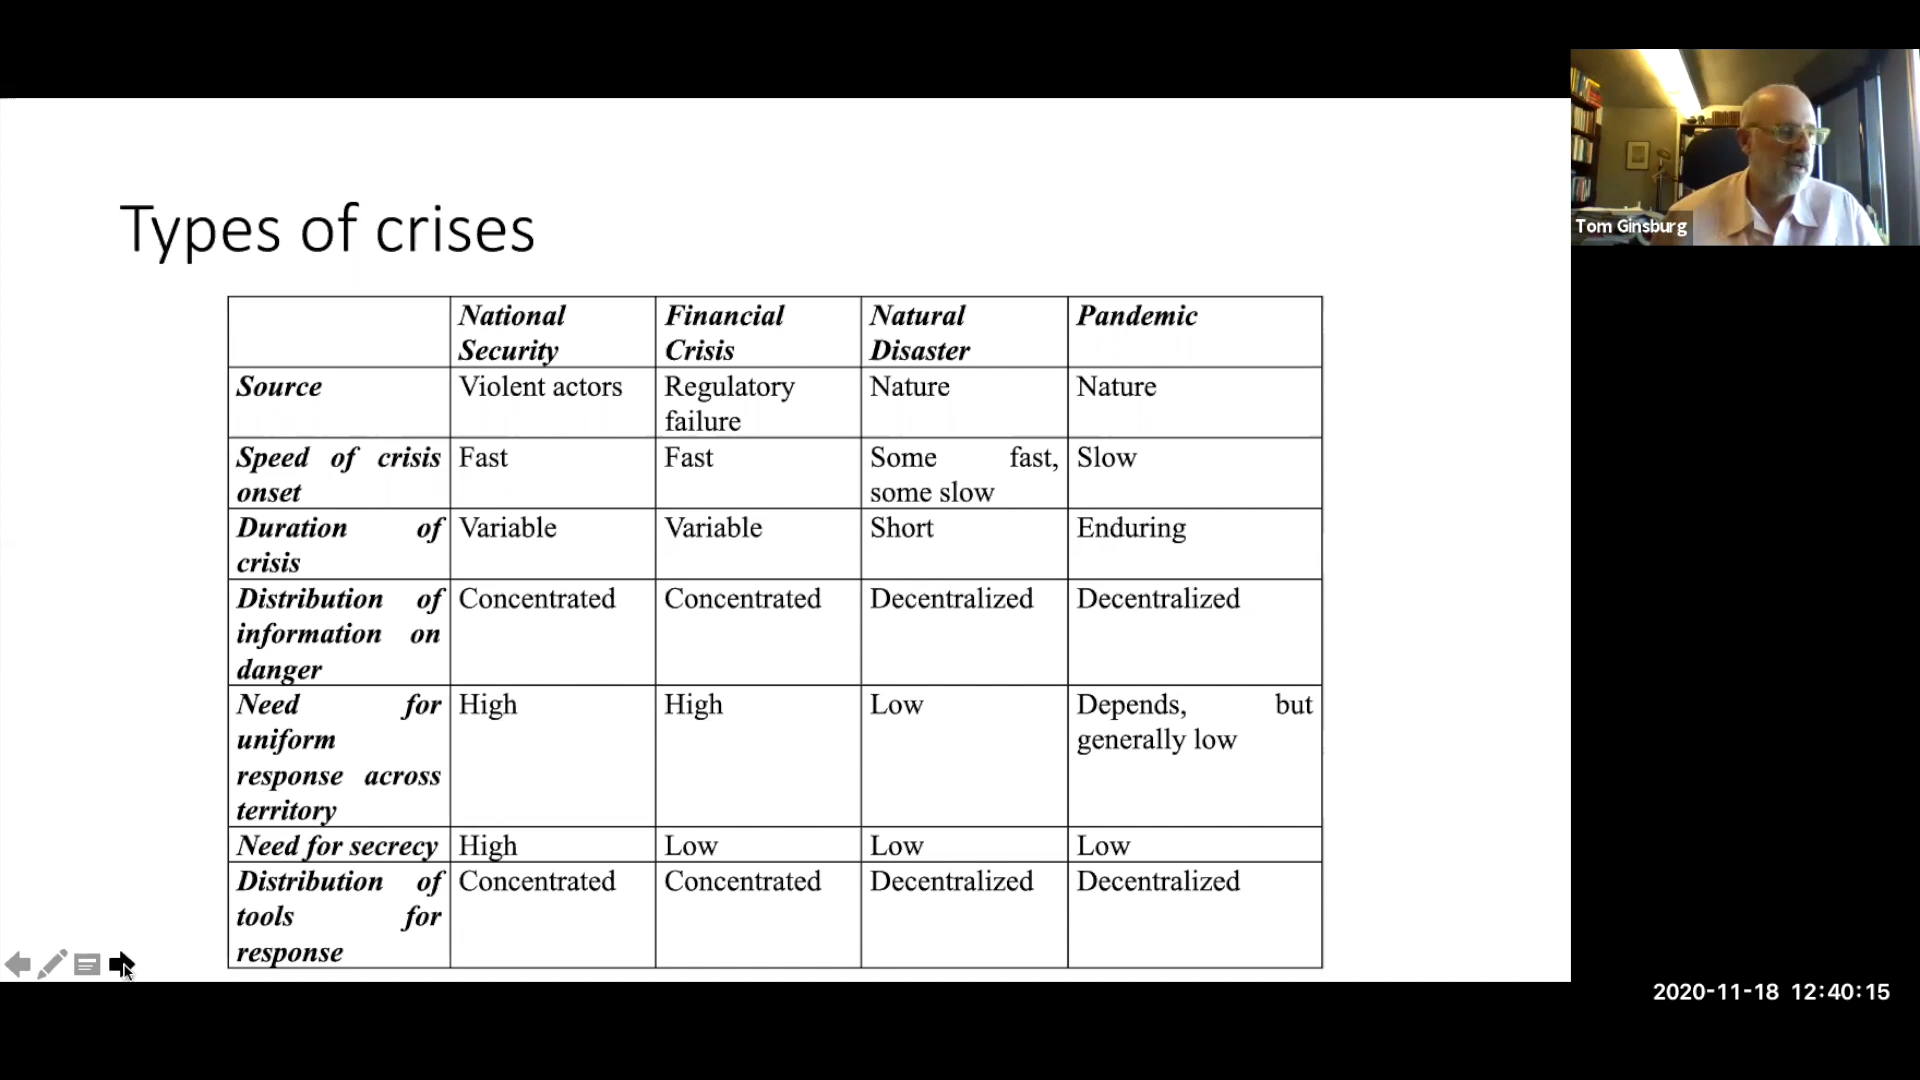 Types of crises
National Security
Financial Crisis
Natural Disaster
Pandemic
Source
Violent actors
Regulatory failure
Nature
Nature
Speed of crisis onset
Fast
Fast
Some fast, some slow
Slow
Duration of crisis
Variable
Variable
Short
Enduring
Distribution of information on danger
Concentrated
Concentrated
Decentralized
Decentralized
Need for uniform response across territory
High
High
Low
Depends, but generally low
Need for secrecy
High
Low
Low
Low
Distribution of tools for response
Concentrated
Concentrated
Decentralized
Decentralized
Tom Ginsburg
2020-11-18 12:40:15